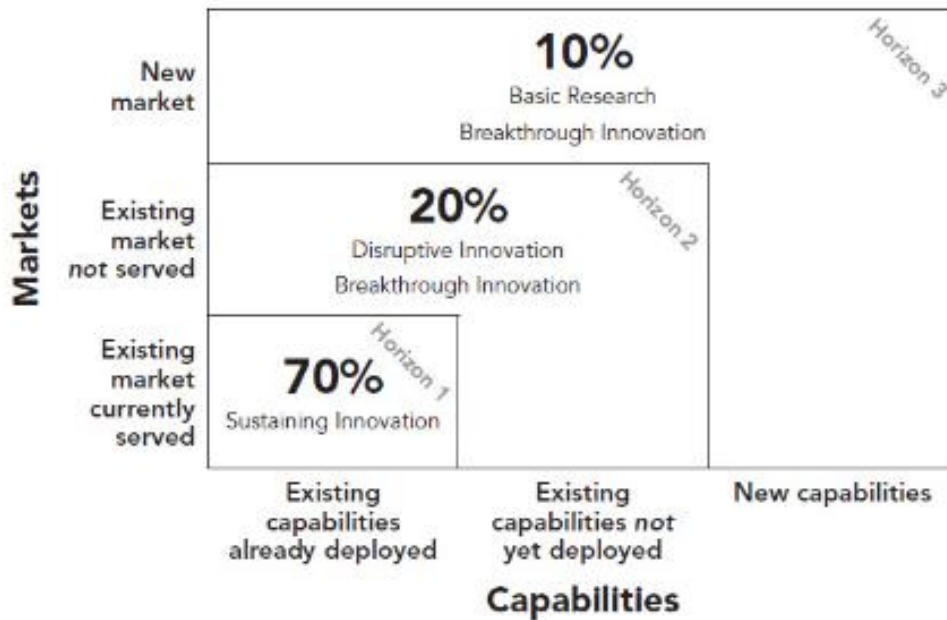 10%
Basic Research
Breakthrough Innovation
Horizon 3
New
market
20%
Disruptive Innovation
Breakthrough Innovation
Horizon 2
Existing
market
not served
70%
Sustaining Innovation
Horizon 1
Existing
market
currently
served
Markets
Existing
capabilities
already deployed
Existing
capabilities not
yet deployed
New capabilities
Capabilities